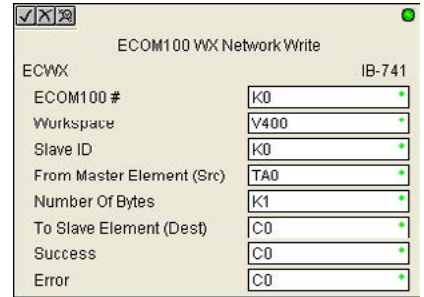 ECOM100 WX Network Write
ECWX IB-741
ECOM100 # K0
Workspace V400
Slave ID K0
From Master Element (Src) TA0
Number Of Bytes K1
To Slave Element (Dest) C0
Success C0
Error C0